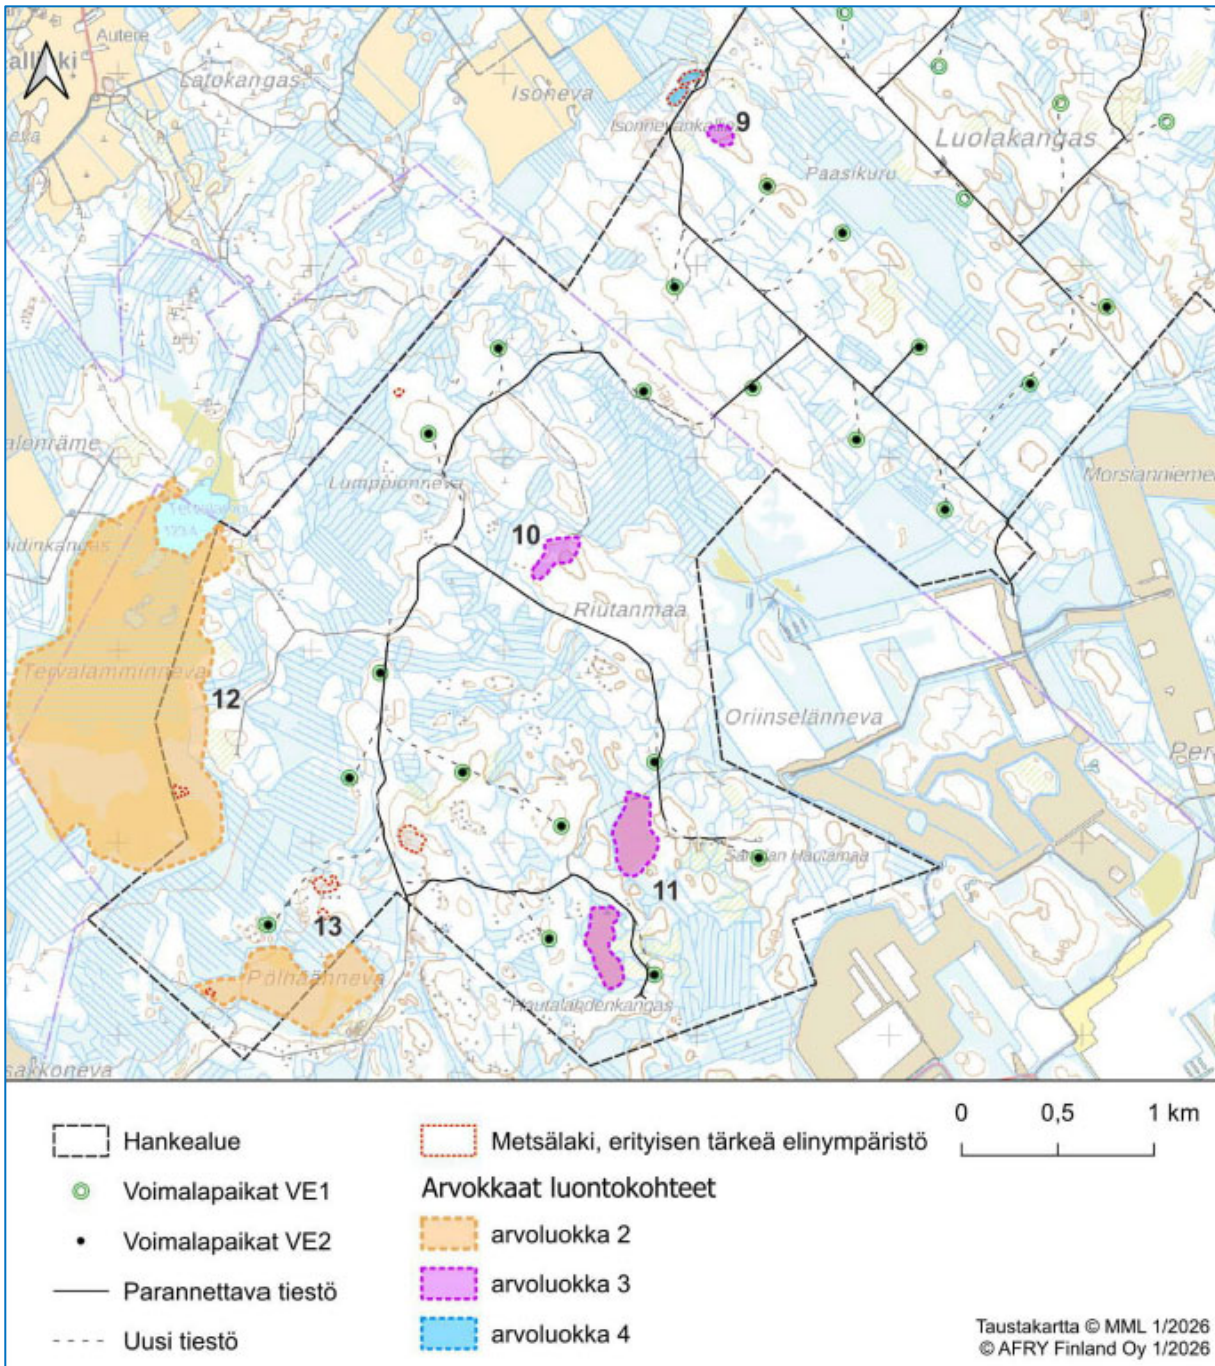 Autere
Latokangas
Isoneva
Isonnevankallio
9
Luolakangas
Paasikuru
Lumppionneva
Morsianniemen
10
Riutanmaa
Tervalamminneva
12
Oriinselänneva
11
13
Pölhäänneva
Hautalahdenkangas
Hankealue
Voimalapaikat VE1
Voimalapaikat VE2
Parannettava tiestö
Uusi tiestö
Metsälaki, erityisen tärkeä elinympäristö
Arvokkaat luontokohteet
arvoluokka 2
arvoluokka 3
arvoluokka 4
0 0,5 1 km
Taustakartta © MML 1/2026
© AFRY Finland Oy 1/2026